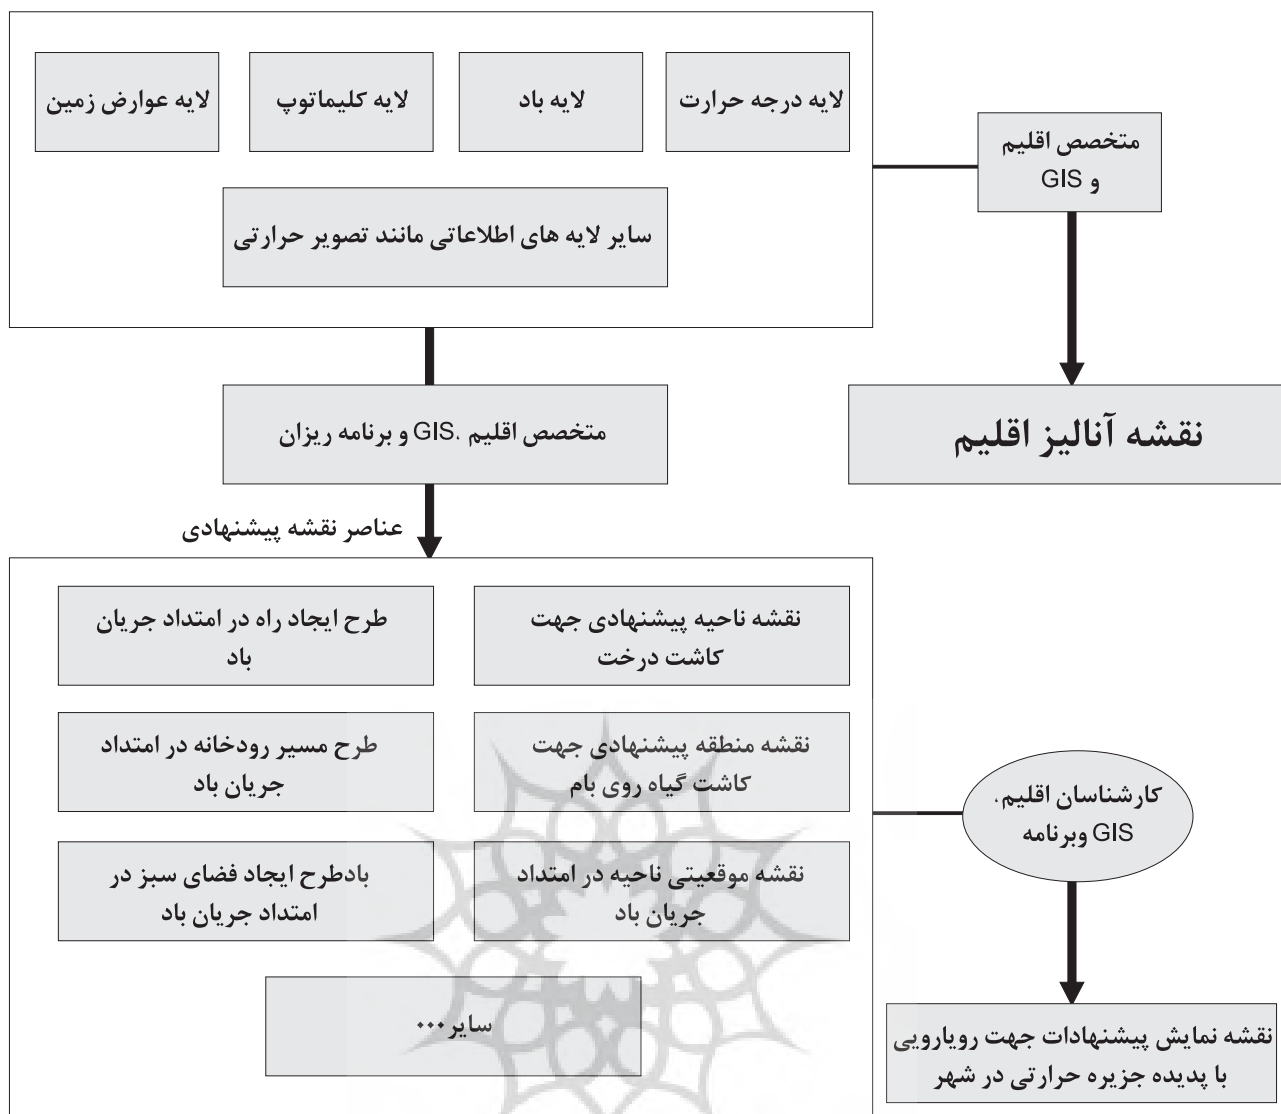 لایه درجه حرارت
لایه باد
لایه کلیماتوپ
لایه عوارض زمین
متخصص اقلیم
و GIS
سایر لایه های اطلاعاتی مانند تصویر حرارتی
متخصص اقلیم ،GIS و برنامه ریزان
نقشه آنالیز اقلیم
عناصر نقشه پیشنهادی
نقشه ناحیه پیشنهادی جهت
کاشت درخت
طرح ایجاد راه در امتداد جریان
باد
نقشه منطقه پیشنهادی جهت
کاشت گیاه روی بام
طرح مسیر رودخانه در امتداد
جریان باد
کارشناسان اقلیم،
GIS وبرنامه
نقشه موقعیتی ناحیه در امتداد
جریان باد
بادطرح ایجاد فضای سبز در
امتداد جریان باد
سایر...
نقشه نمایش پیشنهادات جهت رویارویی
با پدیده جزیره حرارتی در شهر